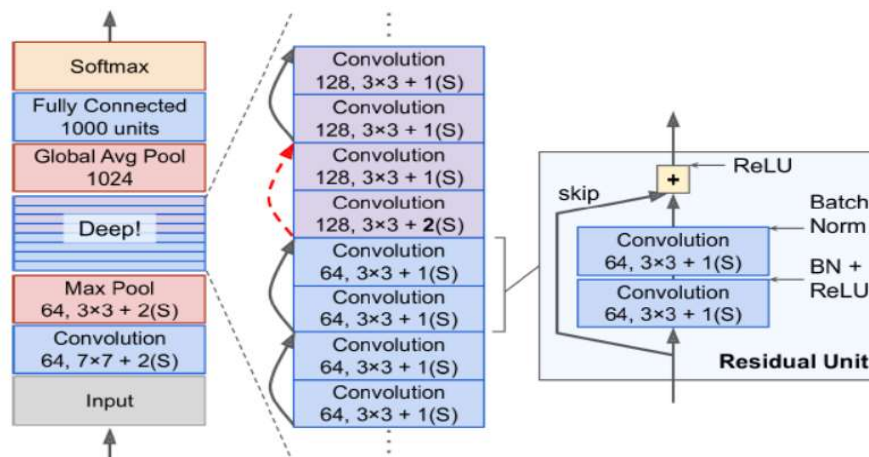 Softmax
Fully Connected
1000 units
Global Avg Pool
1024
Deep!
Max Pool
64, 3×3 + 2(S)
Convolution
64, 7×7 + 2(S)
Input
Convolution
128, 3×3 + 1(S)
Convolution
128, 3×3 + 1(S)
Convolution
128, 3×3 + 1(S)
Convolution
128, 3×3 + 2(S)
Convolution
64, 3×3 + 1(S)
Convolution
64, 3×3 + 1(S)
Convolution
64, 3×3 + 1(S)
Convolution
64, 3×3 + 1(S)
+
ReLU
skip
Batch
Norm
Convolution
64, 3×3 + 1(S)
BN +
ReLU
Convolution
64, 3×3 + 1(S)
Residual Unit